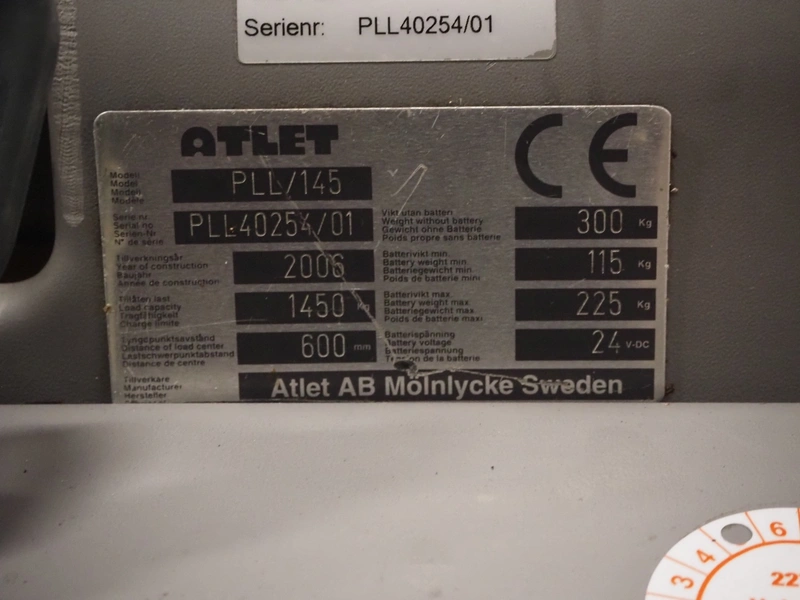 Serienr: PLL40254/01
ATLET CE
Modell
Model
Modell
Modèle
PLL/145
Serie nr.
Serial no
Serien-Nr
N° de série
PLL40254/01
Tillverkningsår
Year of construction
Baujahr
Année de construction
2006
Tillåten last
Load capacity
Tragfähigkeit
Charge limite
1450 kg
Tyngdpunktsavstånd
Distance of load center
Lastschwerpunktabstand
Distance de centre
600 mm
Vikt utan batteri
Weight without battery
Gewicht ohne Batterie
Poids propre sans batterie
300 Kg
Batterivikt min.
Battery weight min.
Batteriegewicht min.
Poids de batterie mini
115 Kg
Batterivikt max.
Battery weight max.
Batteriegewicht max.
Poids de batterie maxi
225 Kg
Batterispänning
Battery voltage
Batteriespannung
Tension de la batterie
24 V-DC
Tillverkare
Manufacturer
Hersteller
Atlet AB Mölnlycke Sweden
3 4 6
22